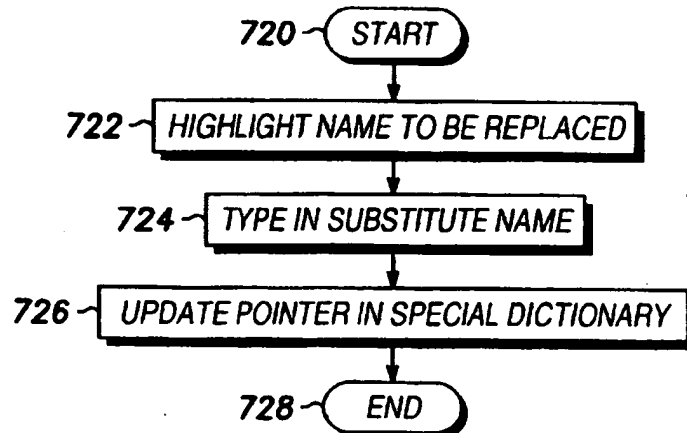 720 START
722 HIGHLIGHT NAME TO BE REPLACED
724 TYPE IN SUBSTITUTE NAME
726 UPDATE POINTER IN SPECIAL DICTIONARY
728 END